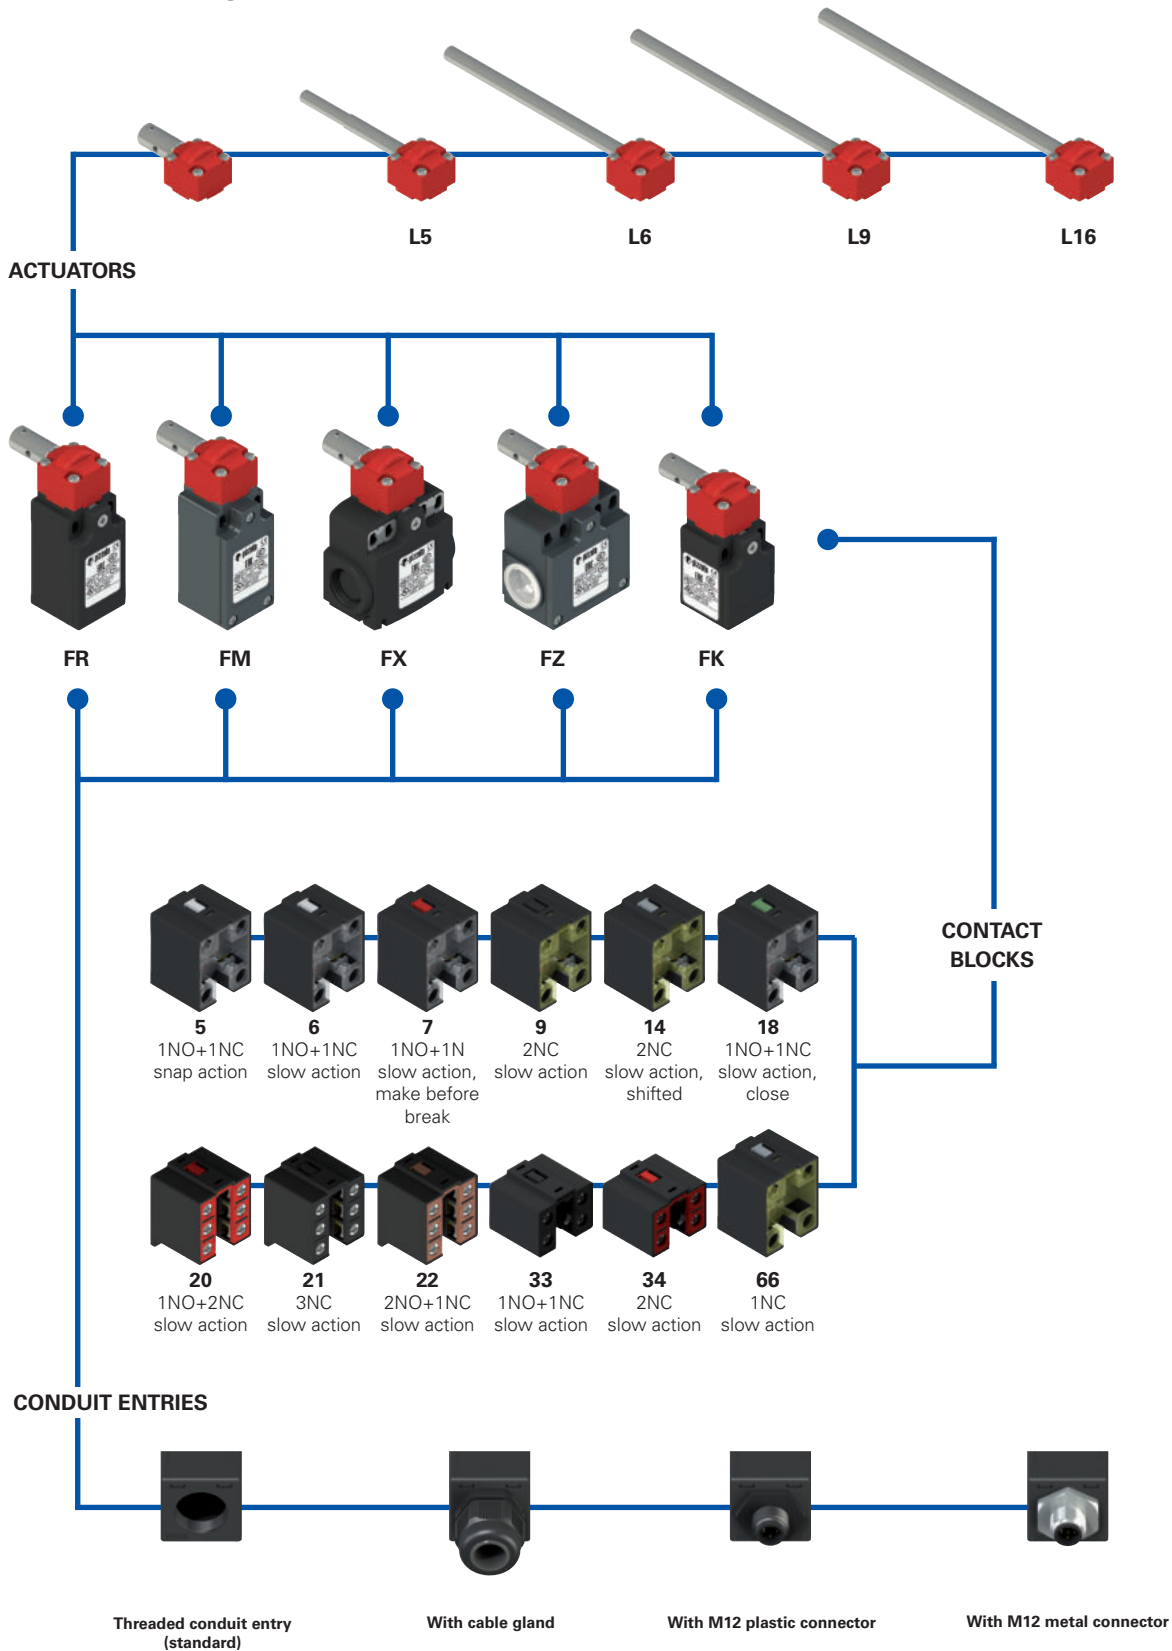 L5
L6
L9
L16
ACTUATORS
FR
FM
FX
FZ
FK
CONTACT
BLOCKS
5
1NO+1NC
snap action
6
1NO+1NC
slow action
7
1NO+1N
slow action,
make before
break
9
2NC
slow action
14
2NC
slow action,
shifted
18
1NO+1NC
slow action,
close
20
1NO+2NC
slow action
21
3NC
slow action
22
2NO+1NC
slow action
33
1NO+1NC
slow action
34
2NC
slow action
66
1NC
slow action
CONDUIT ENTRIES
Threaded conduit entry
(standard)
With cable gland
With M12 plastic connector
With M12 metal connector